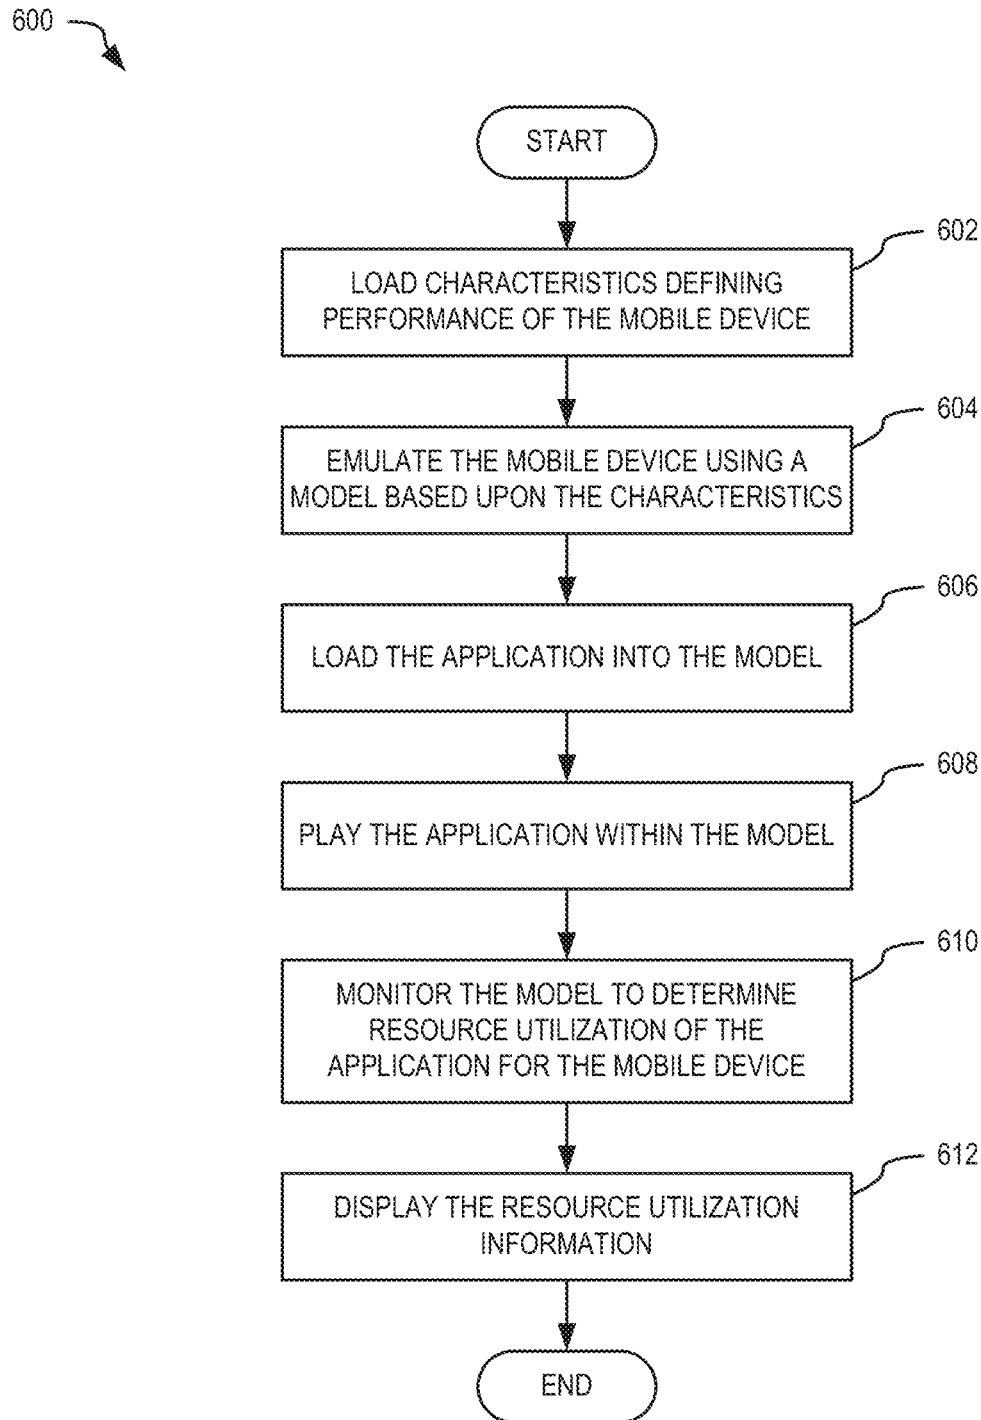 600
START
602
LOAD CHARACTERISTICS DEFINING
PERFORMANCE OF THE MOBILE DEVICE
604
EMULATE THE MOBILE DEVICE USING A
MODEL BASED UPON THE CHARACTERISTICS
606
LOAD THE APPLICATION INTO THE MODEL
608
PLAY THE APPLICATION WITHIN THE MODEL
610
MONITOR THE MODEL TO DETERMINE
RESOURCE UTILIZATION OF THE
APPLICATION FOR THE MOBILE DEVICE
612
DISPLAY THE RESOURCE UTILIZATION
INFORMATION
END